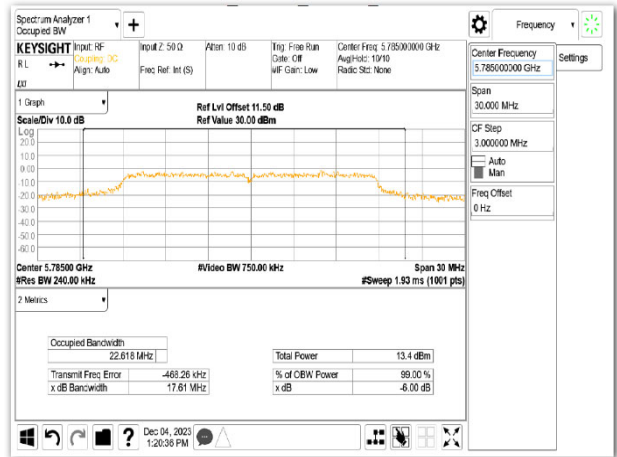 Spectrum Analyzer 1
Occupied BW
+
Frequency
KEYSIGHT
RL
LXI
Input: RF
Coupling: DC
Align: Auto
Input Z: 50 Ω
Freq Ref: Int (S)
Atten: 10 dB
Trig: Free Run
Gate: Off
#IF Gain: Low
Center Freq: 5.785000000 GHz
Avg|Hold: 10/10
Radio Std: None
Center Frequency
5.785000000 GHz
Settings
Span
30.000 MHz
CF Step
3.000000 MHz
Auto
Man
Freq Offset
0 Hz
1 Graph
Scale/Div 10.0 dB
Ref Lvl Offset 11.50 dB
Ref Value 30.00 dBm
Log
20.0
10.0
0.00
-10.0
-20.0
-30.0
-40.0
-50.0
-60.0
Center 5.78500 GHz
#Res BW 240.00 kHz
#Video BW 750.00 kHz
Span 30 MHz
#Sweep 1.93 ms (1001 pts)
2 Metrics
Occupied Bandwidth
22.618 MHz
Total Power 13.4 dBm
Transmit Freq Error -468.26 kHz
% of OBW Power 99.00 %
x dB Bandwidth 17.61 MHz
x dB -6.00 dB
?
Dec 04, 2023
1:20:36 PM